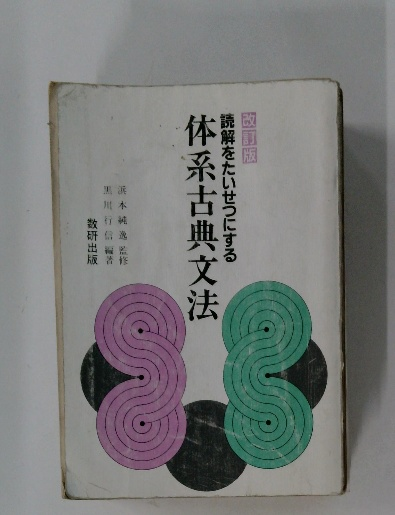 改訂版
読解をたいせつにする
体系古典文法
浜本純逸 監修
黒川行信 編著
数研出版